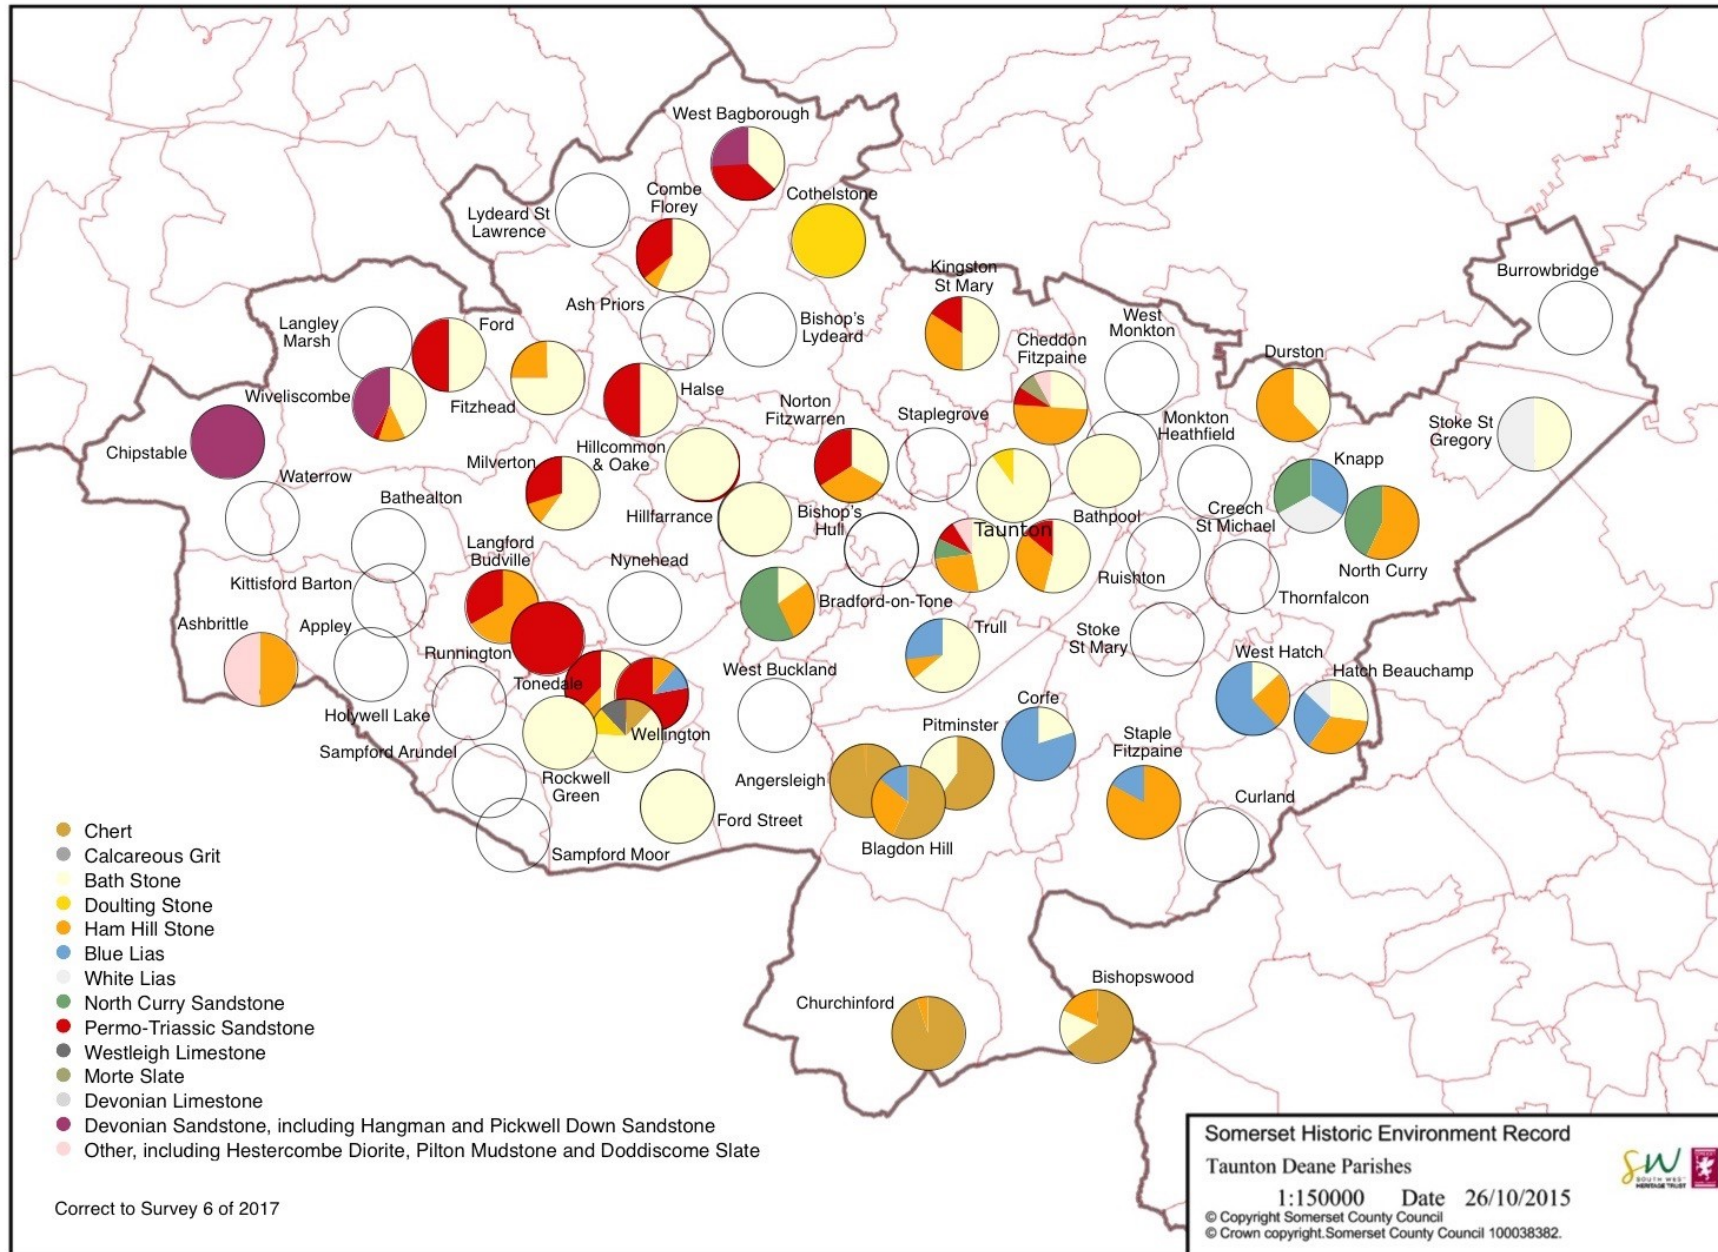 West Bagborough
Combe
Florey
Cothelstone
Lydeard St
Lawrence
Kingston
St Mary
Burrowbridge
Ash Priors
Bishop's
Lydeard
West
Monkton
Langley
Marsh
Ford
Cheddon
Fitzpaine
Durston
Wiveliscombe
Fitzhead
Halse
Norton
Fitzwarren
Staplegrove
Monkton
Heathfield
Stoke St
Gregory
Chipstable
Hillcommon
& Oake
Milverton
Knapp
Waterrow
Bathealton
Hillfarrance
Bishop's
Hull
Taunton
Bathpool
Creech
St Michael
Langford
Budville
Nynehead
North Curry
Kittisford Barton
Ruishton
Thornfalcon
Bradford-on-Tone
Ashbrittle
Appley
Trull
Stoke
St Mary
Runnington
West Buckland
West Hatch
Hatch Beauchamp
Tonedale
Corfe
Holywell Lake
Wellington
Pitminster
Staple
Fitzpaine
Sampford Arundel
Rockwell
Green
Angersleigh
Curland
Ford Street
Blagdon Hill
Sampford Moor
Bishopswood
Churchinford
Chert
Calcareous Grit
Bath Stone
Doulting Stone
Ham Hill Stone
Blue Lias
White Lias
North Curry Sandstone
Permo-Triassic Sandstone
Westleigh Limestone
Morte Slate
Devonian Limestone
Devonian Sandstone, including Hangman and Pickwell Down Sandstone
Other, including Hestercombe Diorite, Pilton Mudstone and Doddiscome Slate
Correct to Survey 6 of 2017
Somerset Historic Environment Record
Taunton Deane Parishes
1:150000 Date 26/10/2015
© Copyright Somerset County Council
© Crown copyright.Somerset County Council 100038382.
SW
SOUTH WEST
HERITAGE TRUST